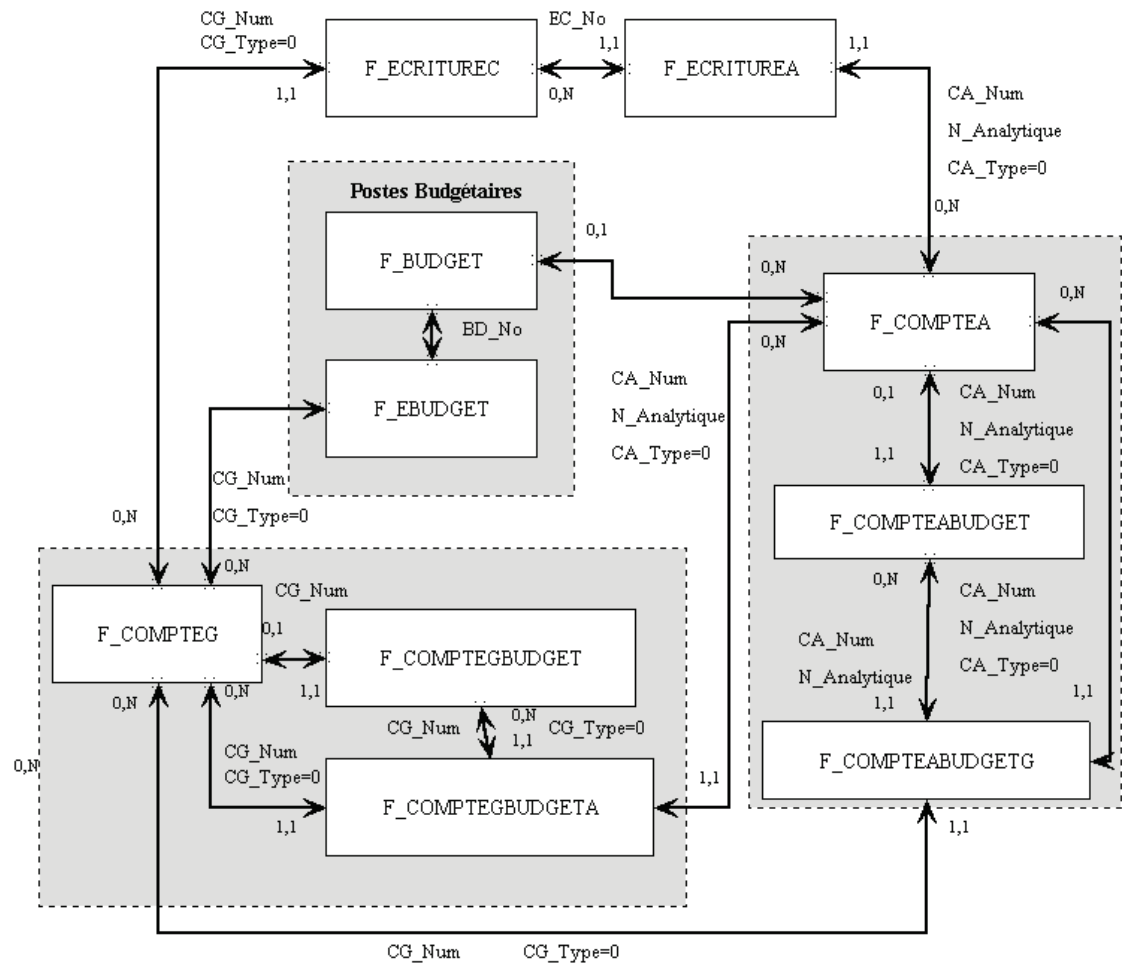 CG_Num
CG_Type=0
EC_No
1,1
1,1
F_ECRITUREC
F_ECRITUREA
1,1
0,N
CA_Num
N_Analytique
CA_Type=0
0,N
Postes Budgétaires
0,1
F_BUDGET
0,N
0,N
F_COMPTEA
BD_No
0,N
CA_Num
N_Analytique
CA_Type=0
0,1
CA_Num
N_Analytique
CA_Type=0
1,1
F_EBUDGET
CG_Num
CG_Type=0
0,N
F_COMPTEABUDGET
0,N
0,N
CG_Num
CA_Num
N_Analytique
CA_Type=0
F_COMPTEG
0,1
F_COMPTEGBUDGET
1,1
CA_Num
N_Analytique
1,1
1,1
0,N
0,N
CG_Num
0,N
1,1
CG_Type=0
CG_Num
CG_Type=0
0,N
F_COMPTEABUDGETG
1,1
F_COMPTEGBUDGETA
1,1
1,1
CG_Num
CG_Type=0